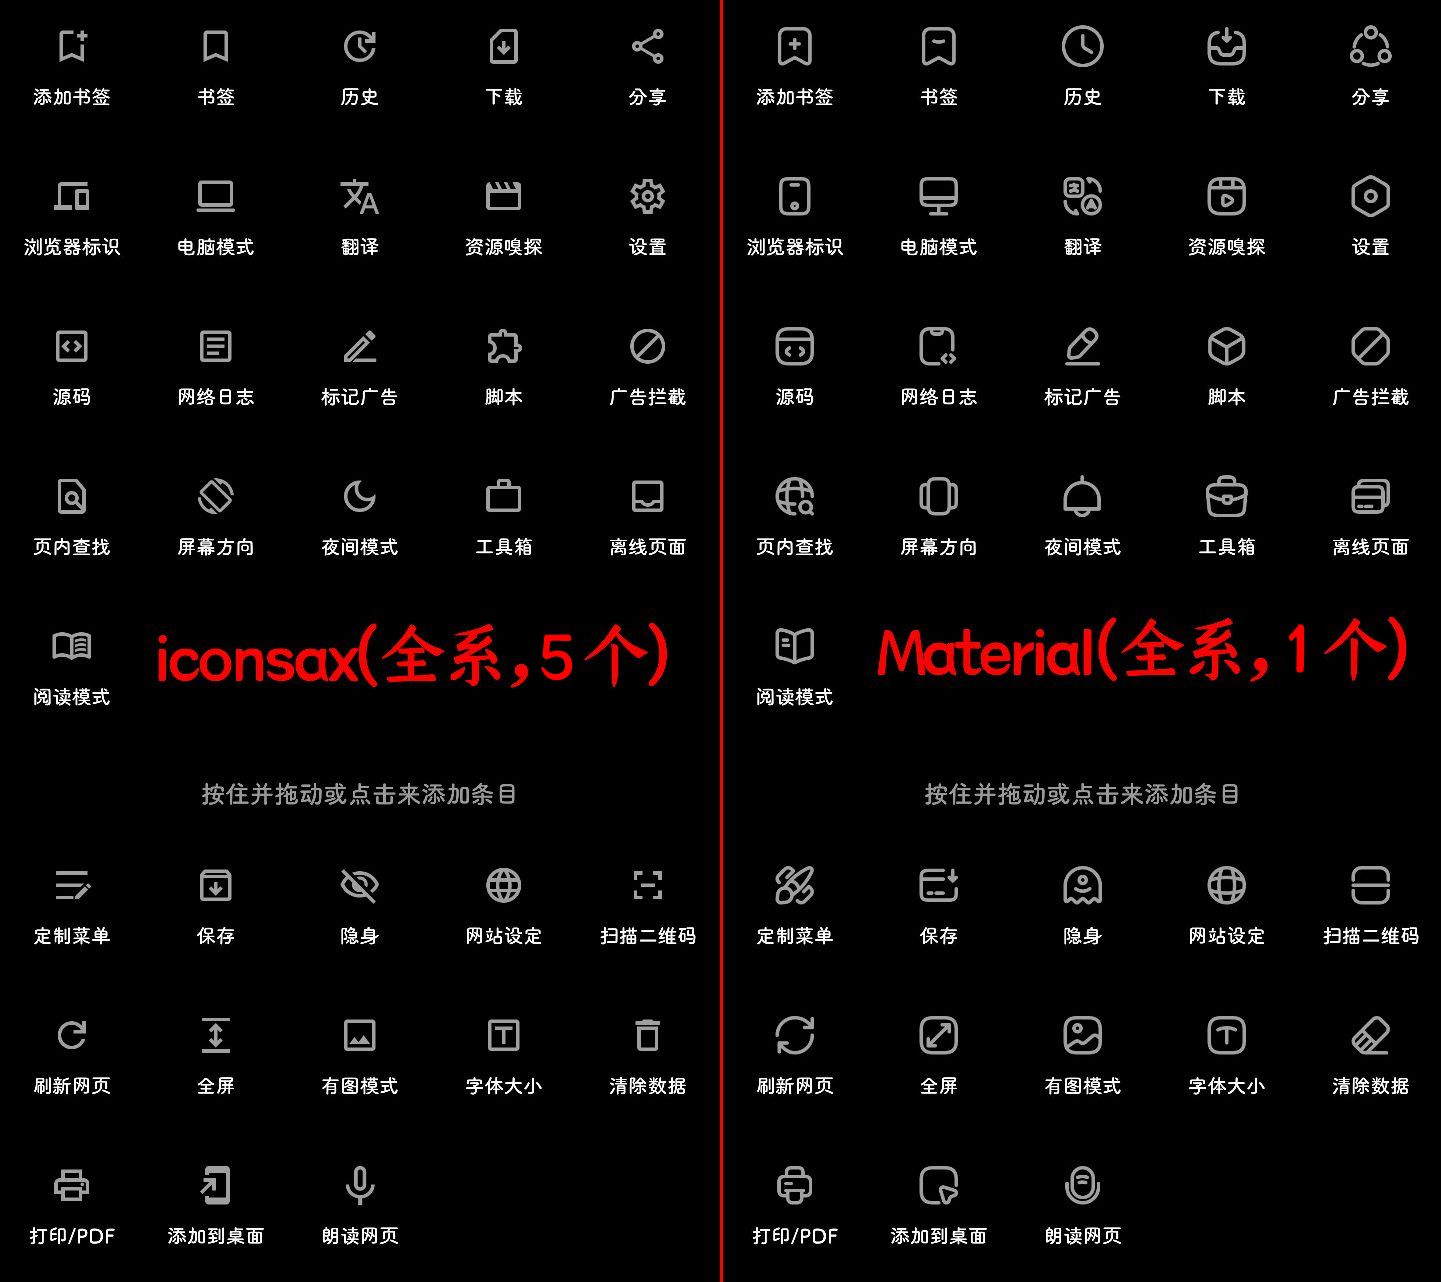 添加书签 书签 历史 下载 分享
浏览器标识 电脑模式 翻译 资源嗅探 设置
源码 网络日志 标记广告 脚本 广告拦截
页内查找 屏幕方向 夜间模式 工具箱 离线页面
阅读模式
iconsax(全系,5个)
按住并拖动或点击来添加条目
定制菜单 保存 隐身 网站设定 扫描二维码
刷新网页 全屏 有图模式 字体大小 清除数据
打印/PDF 添加到桌面 朗读网页
添加书签 书签 历史 下载 分享
浏览器标识 电脑模式 翻译 资源嗅探 设置
源码 网络日志 标记广告 脚本 广告拦截
页内查找 屏幕方向 夜间模式 工具箱 离线页面
阅读模式
Material(全系,1个)
按住并拖动或点击来添加条目
定制菜单 保存 隐身 网站设定 扫描二维码
刷新网页 全屏 有图模式 字体大小 清除数据
打印/PDF 添加到桌面 朗读网页